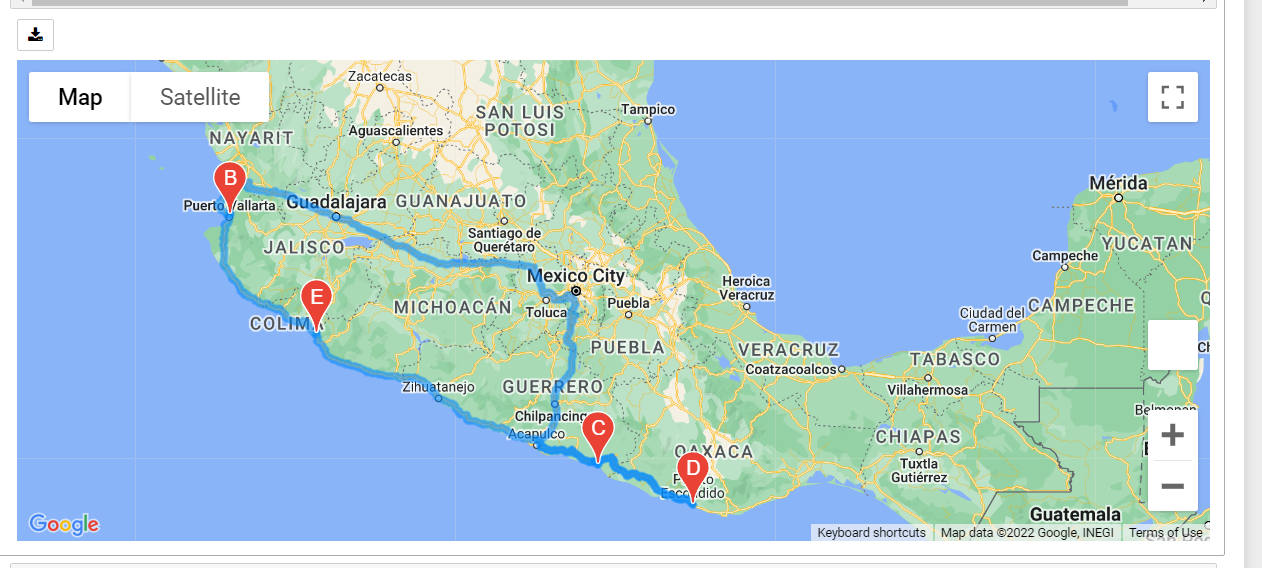 Map
Satellite
Zacatecas
Tampico
SAN LUIS
POTOSI
Aguascalientes
NAYARIT
B
Mérida
Puerto Vallarta
Guadalajara
GUANAJUATO
Santiago de
Querétaro
JALISCO
YUCATAN
Campeche
Mexico City
Heroica
Veracruz
E
MICHOACÁN
Toluca
Puebla
CAMPECHE
Ciudad del
Carmen
COLIMA
PUEBLA
VERACRUZ
Coatzacoalcos
TABASCO
Villahermosa
Zihuatanejo
GUERRERO
Chilpancing
Acapulco
C
CHIAPAS
OAXACA
Tuxtla
Gutiérrez
D
Escondido
Guatemala
Google
Keyboard shortcuts
Map data ©2022 Google, INEGI
Terms of Use